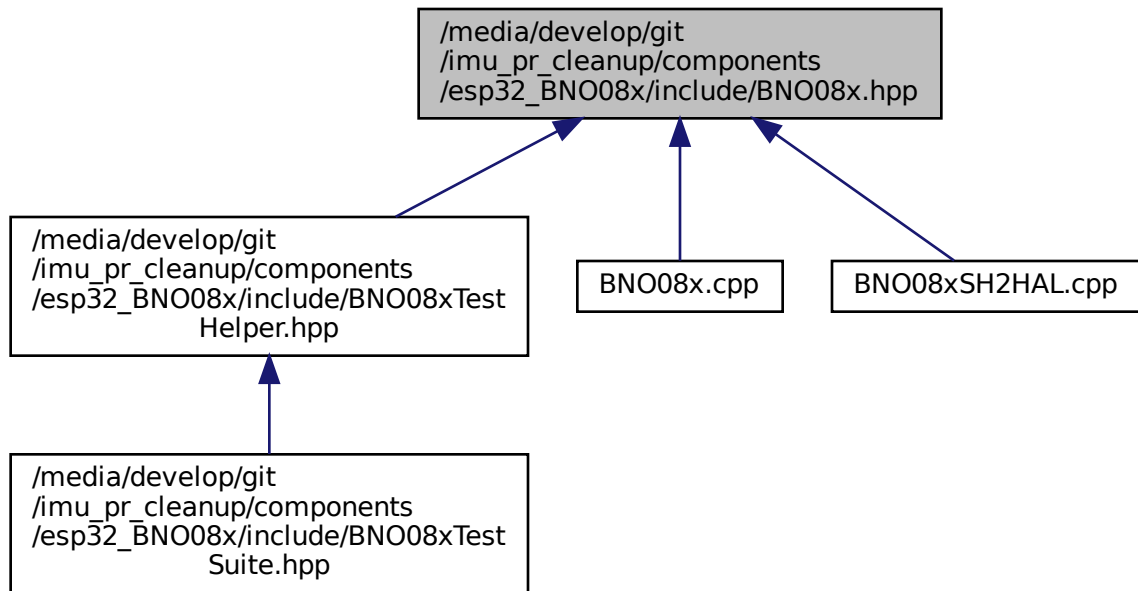 /media/develop/git
/imu_pr_cleanup/components
/esp32_BNO08x/include/BNO08x.hpp
/media/develop/git
/imu_pr_cleanup/components
/esp32_BNO08x/include/BNO08xTest
Helper.hpp
BNO08x.cpp
BNO08xSH2HAL.cpp
/media/develop/git
/imu_pr_cleanup/components
/esp32_BNO08x/include/BNO08xTest
Suite.hpp